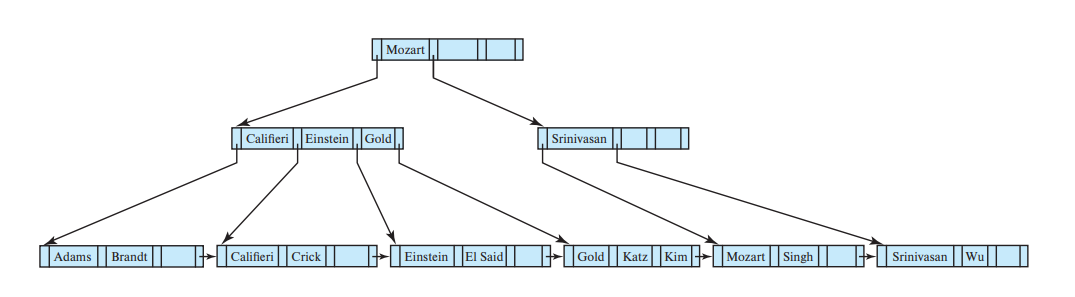 Mozart
Califieri Einstein Gold Srinivasan
Adams Brandt Califieri Crick Einstein El Said Gold Katz Kim Mozart Singh Srinivasan Wu